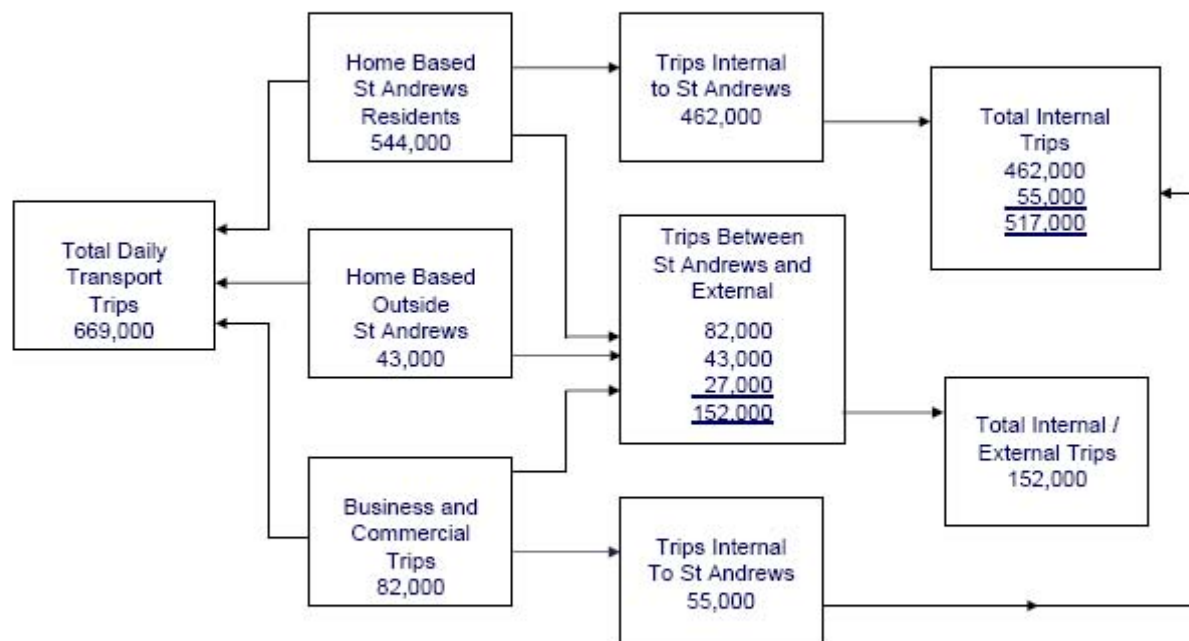 Total Daily
Transport
Trips
669,000
Home Based
St Andrews
Residents
544,000
Home Based
Outside
St Andrews
43,000
Business and
Commercial
Trips
82,000
Trips Internal
to St Andrews
462,000
Trips Between
St Andrews and
External
82,000
43,000
27,000
152,000
Trips Internal
To St Andrews
55,000
Total Internal
Trips
462,000
55,000
517,000
Total Internal /
External Trips
152,000